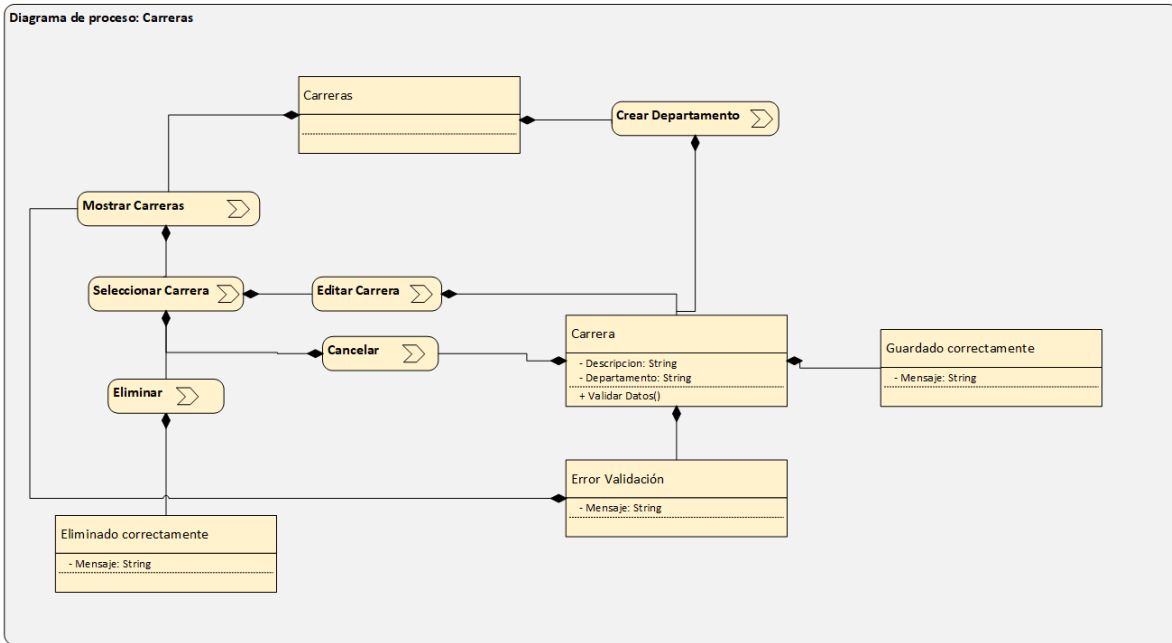 Diagrama de proceso: Carreras
Carreras
Crear Departamento
Mostrar Carreras
Seleccionar Carrera
Editar Carrera
Carrera
- Descripcion: String
- Departamento: String
+ Validar Datos()
Guardado correctamente
- Mensaje: String
Cancelar
Eliminar
Error Validación
- Mensaje: String
Eliminado correctamente
- Mensaje: String